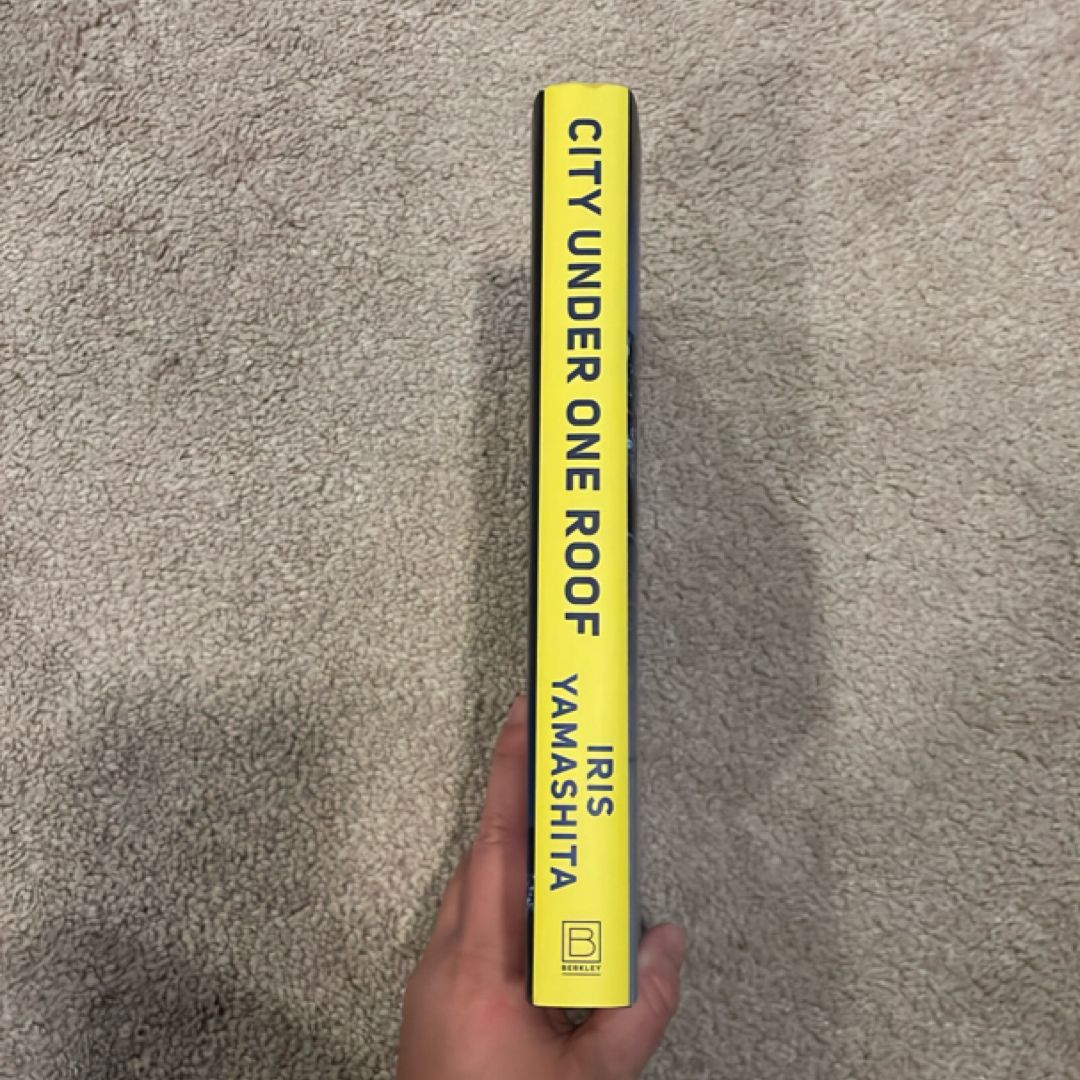 CITY UNDER ONE ROOF
IRIS
YAMASHITA
B
BERKLEY